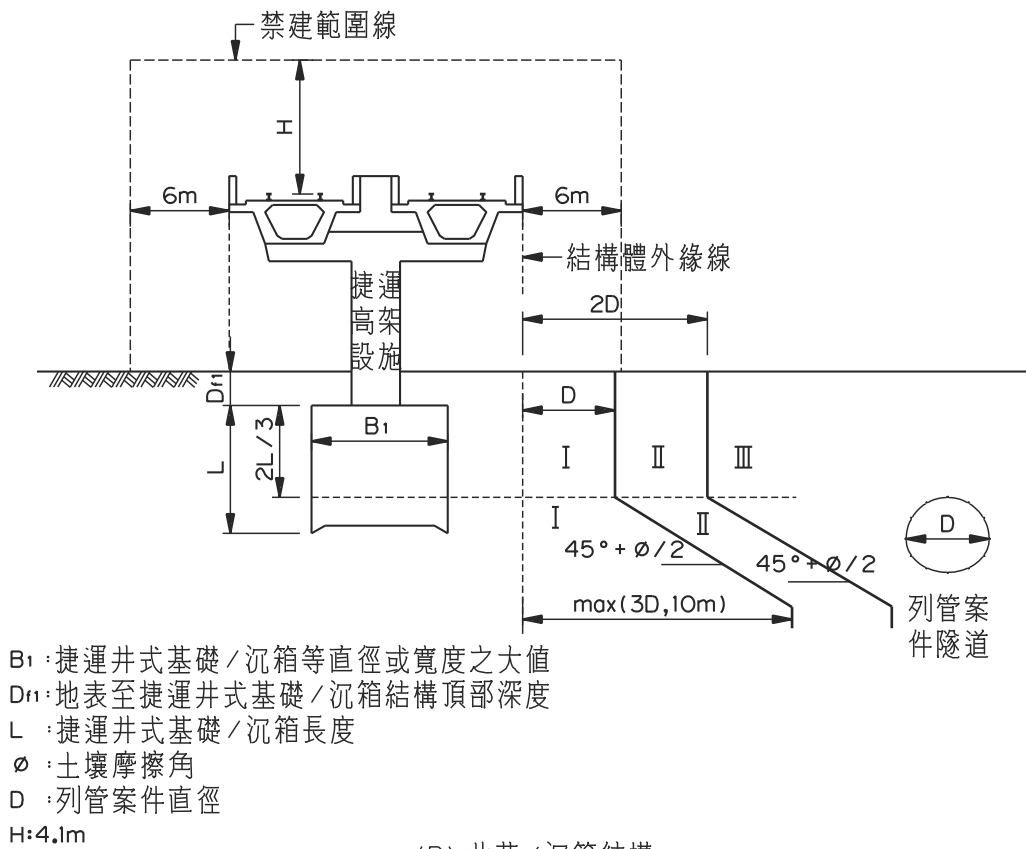 禁建範圍線
H
6m
6m
結構體外緣線
捷運
高架
設施
2D
Df1
D
B1
2L/3
L
I
II
III
I
II
D
45°+Ø/2
45°+Ø/2
max(3D,10m)
列管案
件隧道
B1:捷運井式基礎/沉箱等直徑或寬度之大值
Df1:地表至捷運井式基礎/沉箱結構頂部深度
L:捷運井式基礎/沉箱長度
Ø:土壤摩擦角
D:列管案件直徑
H:4.1m